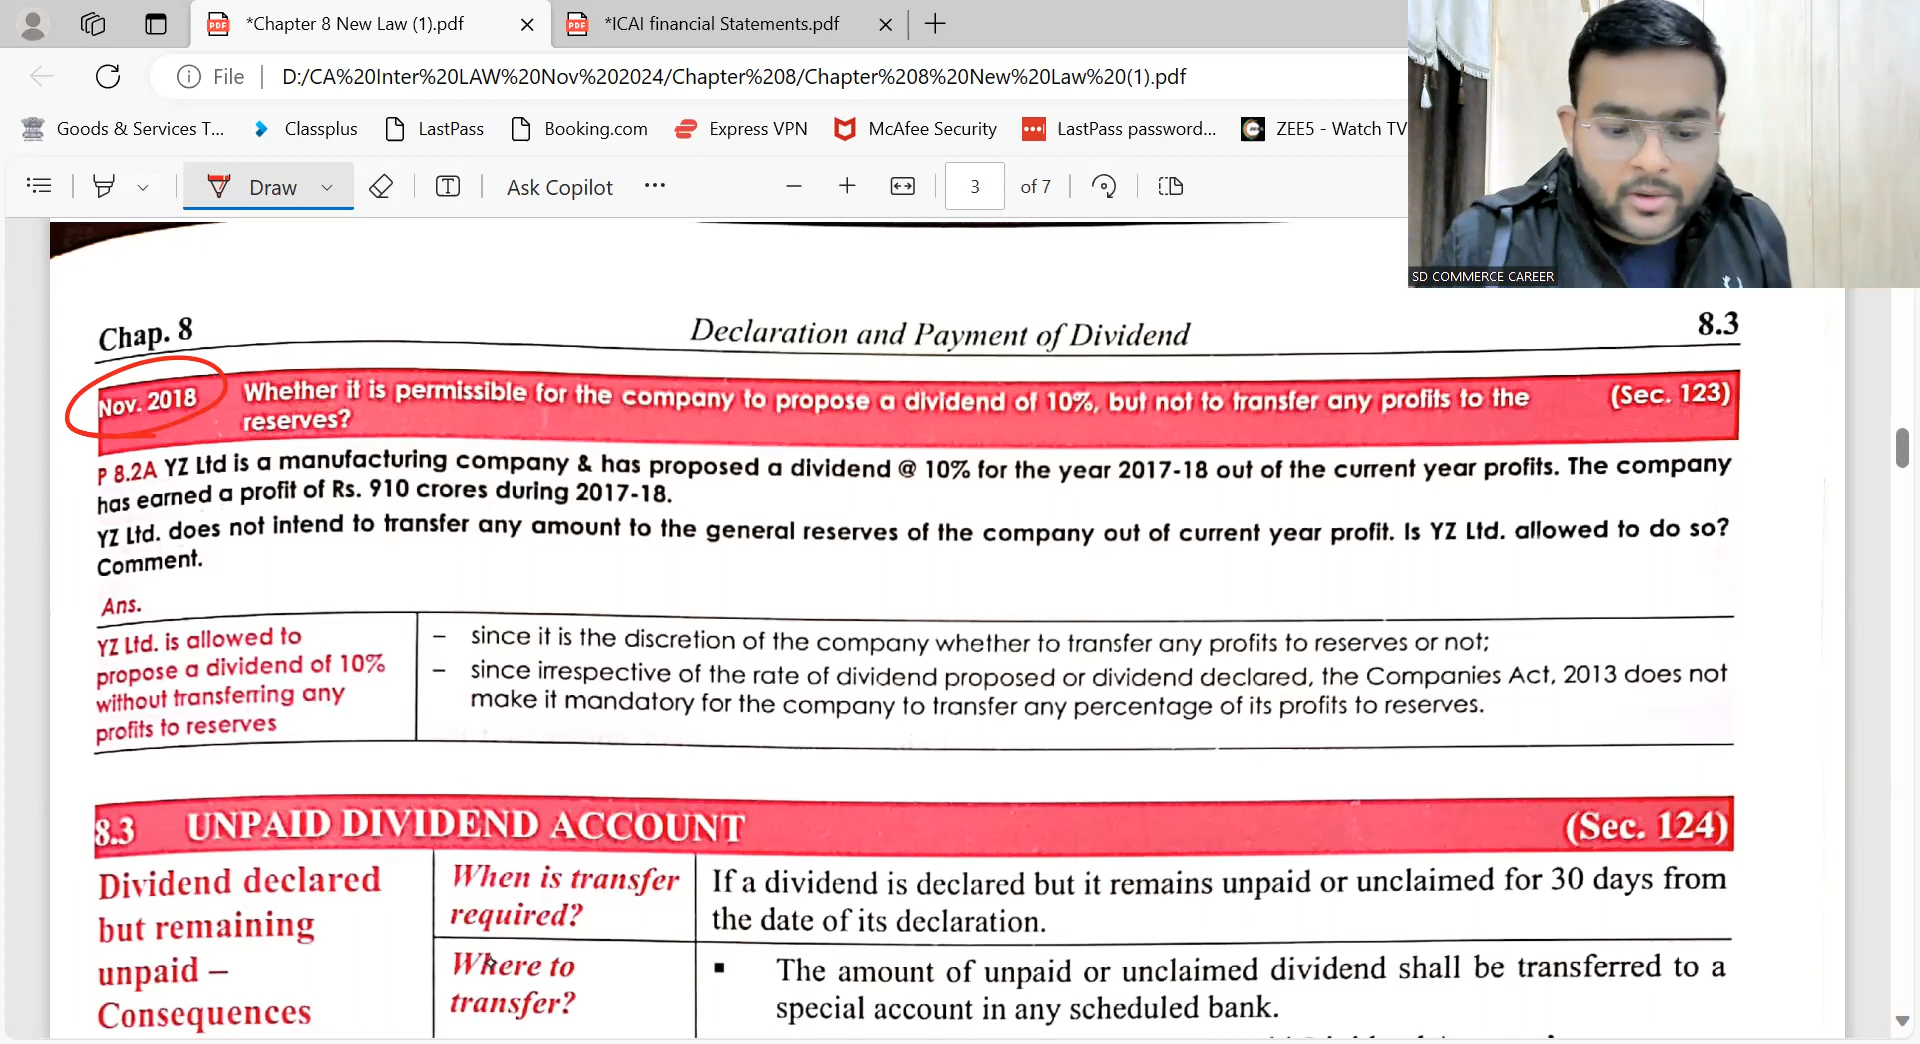 *Chapter 8 New Law (1).pdf
*ICAI financial Statements.pdf
File
D:/CA%20Inter%20LAW%20Nov%202024/Chapter%208/Chapter%208%20New%20Law%20(1).pdf
Goods & Services T...
Classplus
LastPass
Booking.com
Express VPN
McAfee Security
LastPass password...
ZEE5 - Watch TV
Draw
Ask Copilot
3
of 7
SD COMMERCE CAREER
Chap. 8
Declaration and Payment of Dividend
8.3
Nov. 2018
Whether it is permissible for the company to propose a dividend of 10%, but not to transfer any profits to the
reserves?
(Sec. 123)
P 8.2A YZ Ltd is a manufacturing company & has proposed a dividend @ 10% for the year 2017-18 out of the current year profits. The company
has earned a profit of Rs. 910 crores during 2017-18.
YZ Ltd. does not intend to transfer any amount to the general reserves of the company out of current year profit. Is YZ Ltd. allowed to do so?
Comment.
Ans.
YZ Ltd. is allowed to
propose a dividend of 10%
without transferring any
profits to reserves
– since it is the discretion of the company whether to transfer any profits to reserves or not;
– since irrespective of the rate of dividend proposed or dividend declared, the Companies Act, 2013 does not
make it mandatory for the company to transfer any percentage of its profits to reserves.
8.3 UNPAID DIVIDEND ACCOUNT
(Sec. 124)
Dividend declared
but remaining
unpaid –
Consequences
When is transfer
required?
If a dividend is declared but it remains unpaid or unclaimed for 30 days from
the date of its declaration.
Where to
transfer?
▪ The amount of unpaid or unclaimed dividend shall be transferred to a
special account in any scheduled bank.